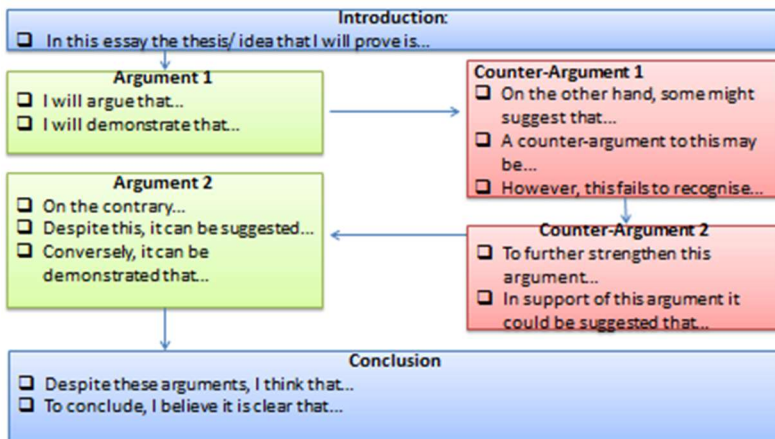 Introduction:
❑ In this essay the thesis/ idea that I will prove is...
Argument 1
❑ I will argue that...
❑ I will demonstrate that...
Counter-Argument 1
❑ On the other hand, some might
suggest that...
❑ A counter-argument to this may
be...
❑ However, this fails to recognise...
Counter-Argument 2
❑ To further strengthen this
argument...
❑ In support of this argument it
could be suggested that...
Argument 2
❑ On the contrary...
❑ Despite this, it can be suggested...
❑ Conversely, it can be
demonstrated that...
Conclusion
❑ Despite these arguments, I think that...
❑ To conclude, I believe it is clear that...